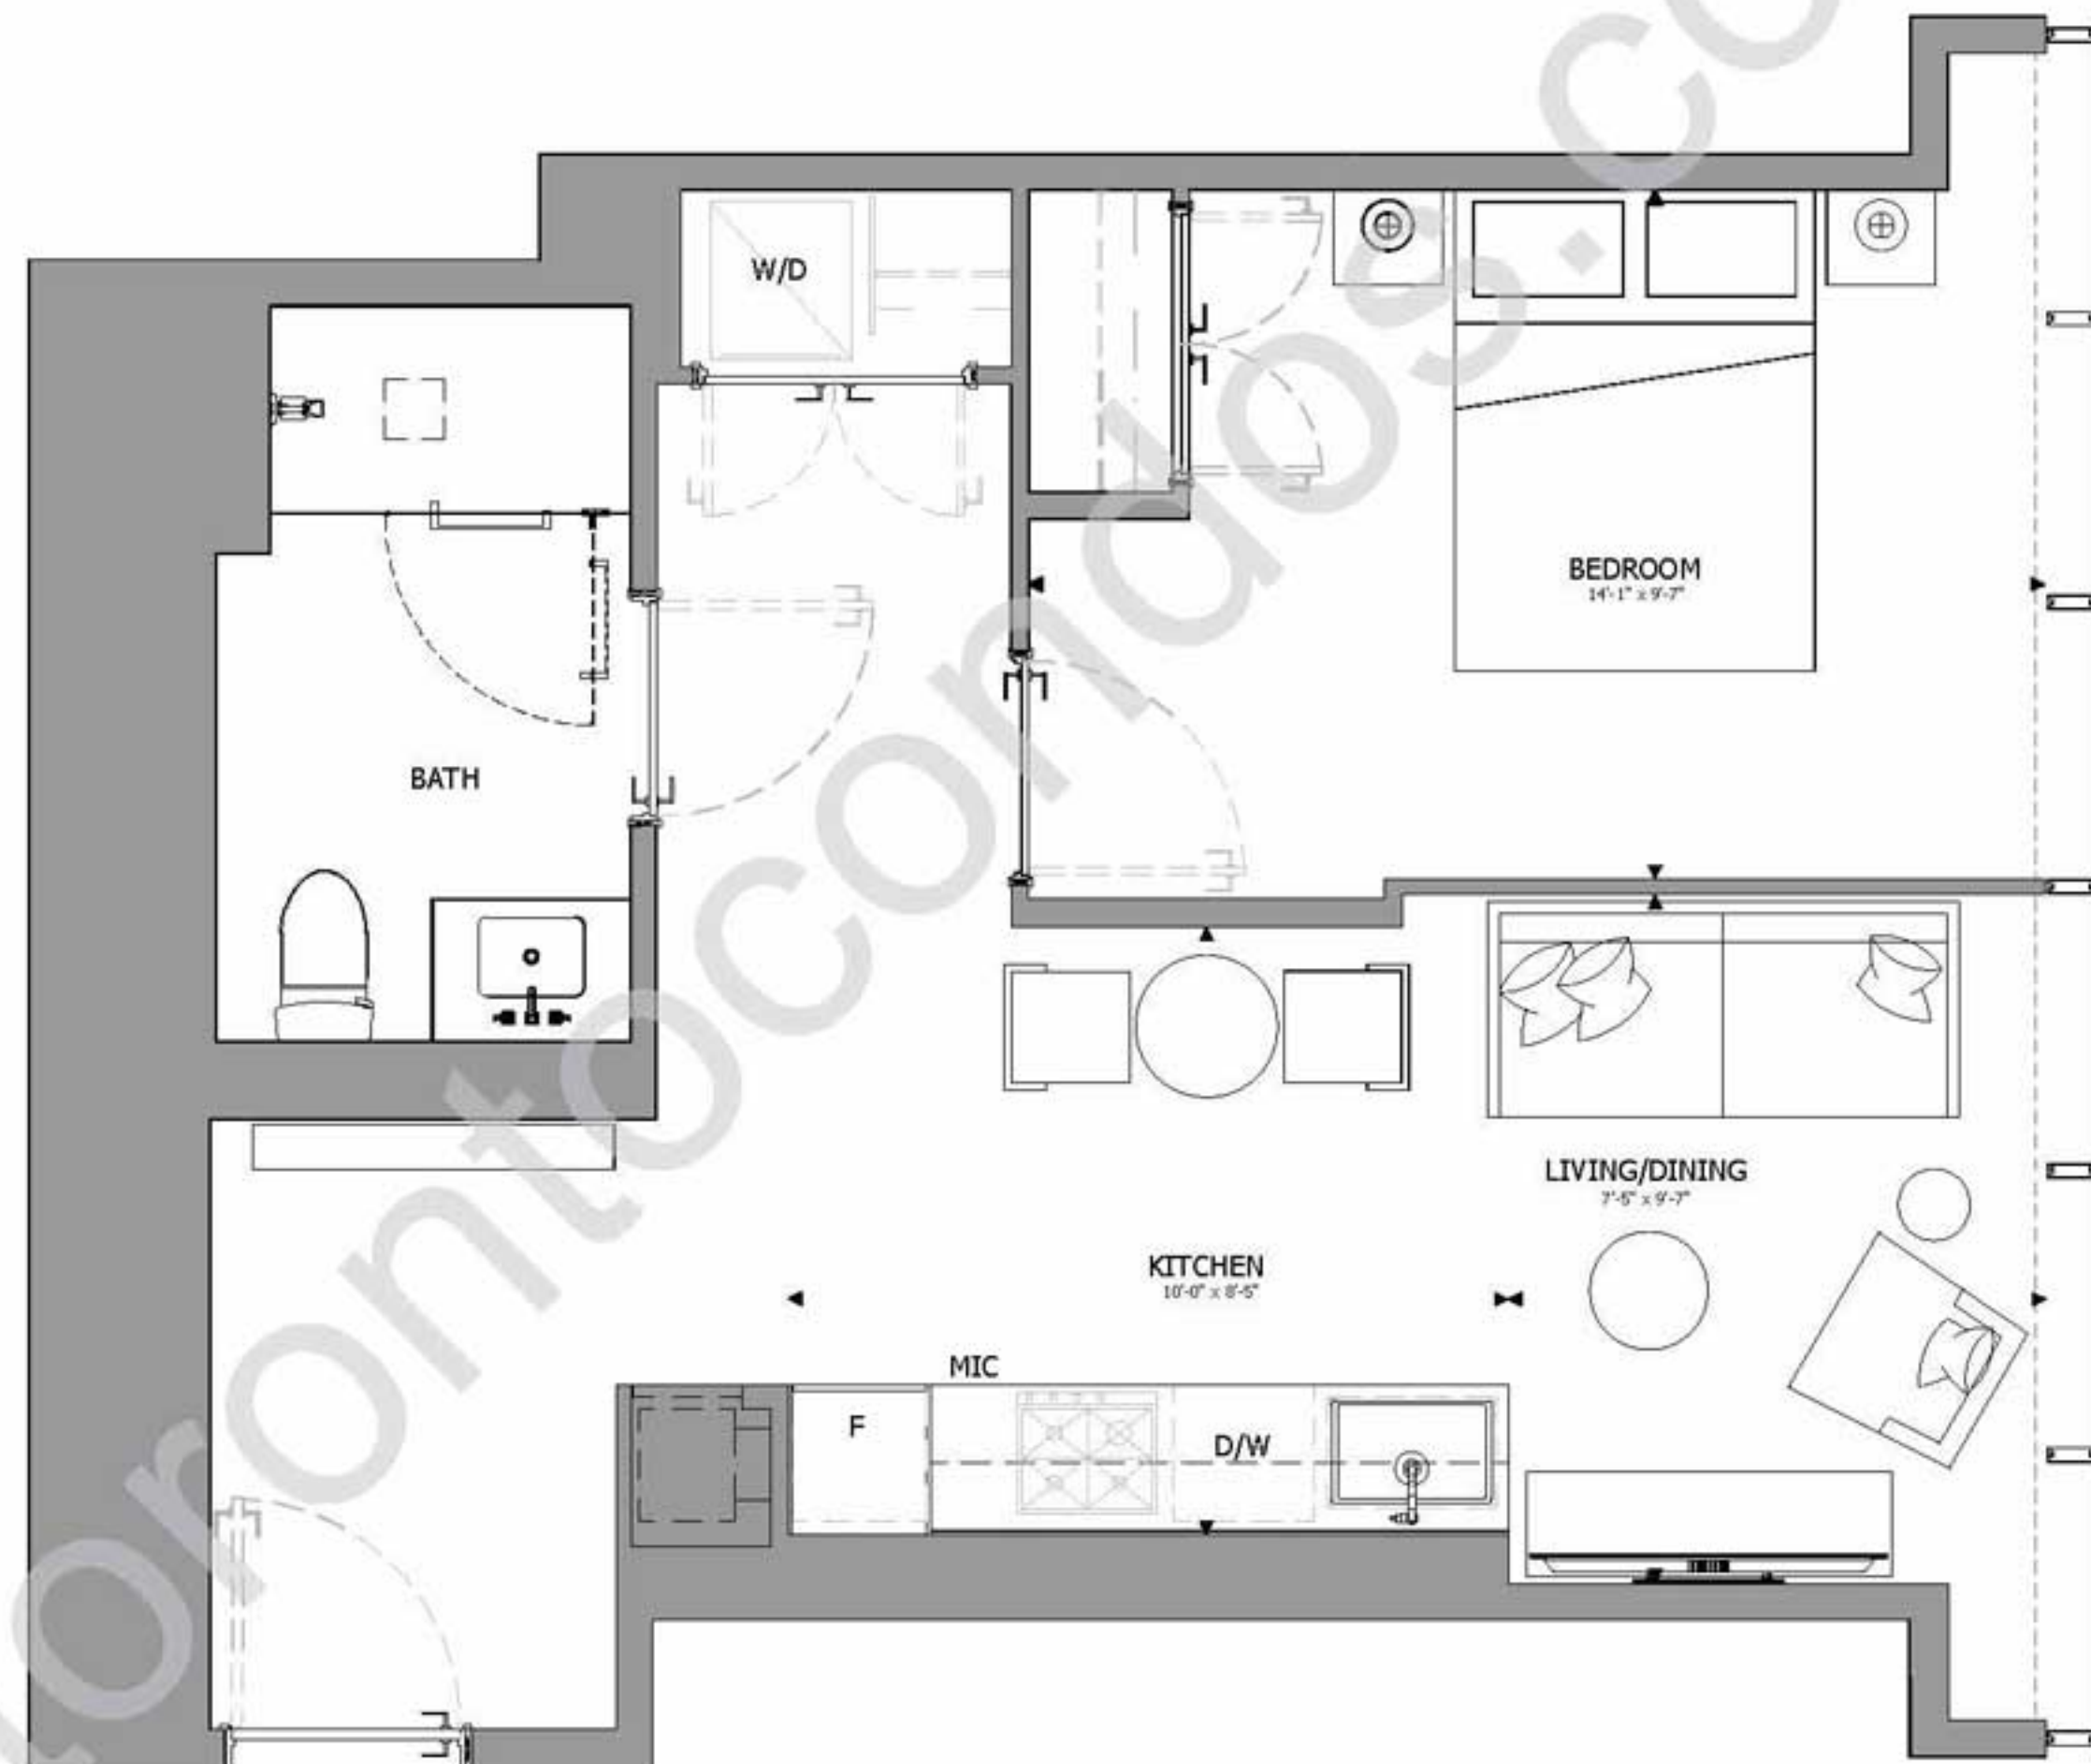 W/D
BEDROOM
14'-1" x 9'-7"
BATH
LIVING/DINING
7'-5" x 9'-7"
KITCHEN
10'-0" x 8'-5"
MIC
F
D/W
torontocondos.co